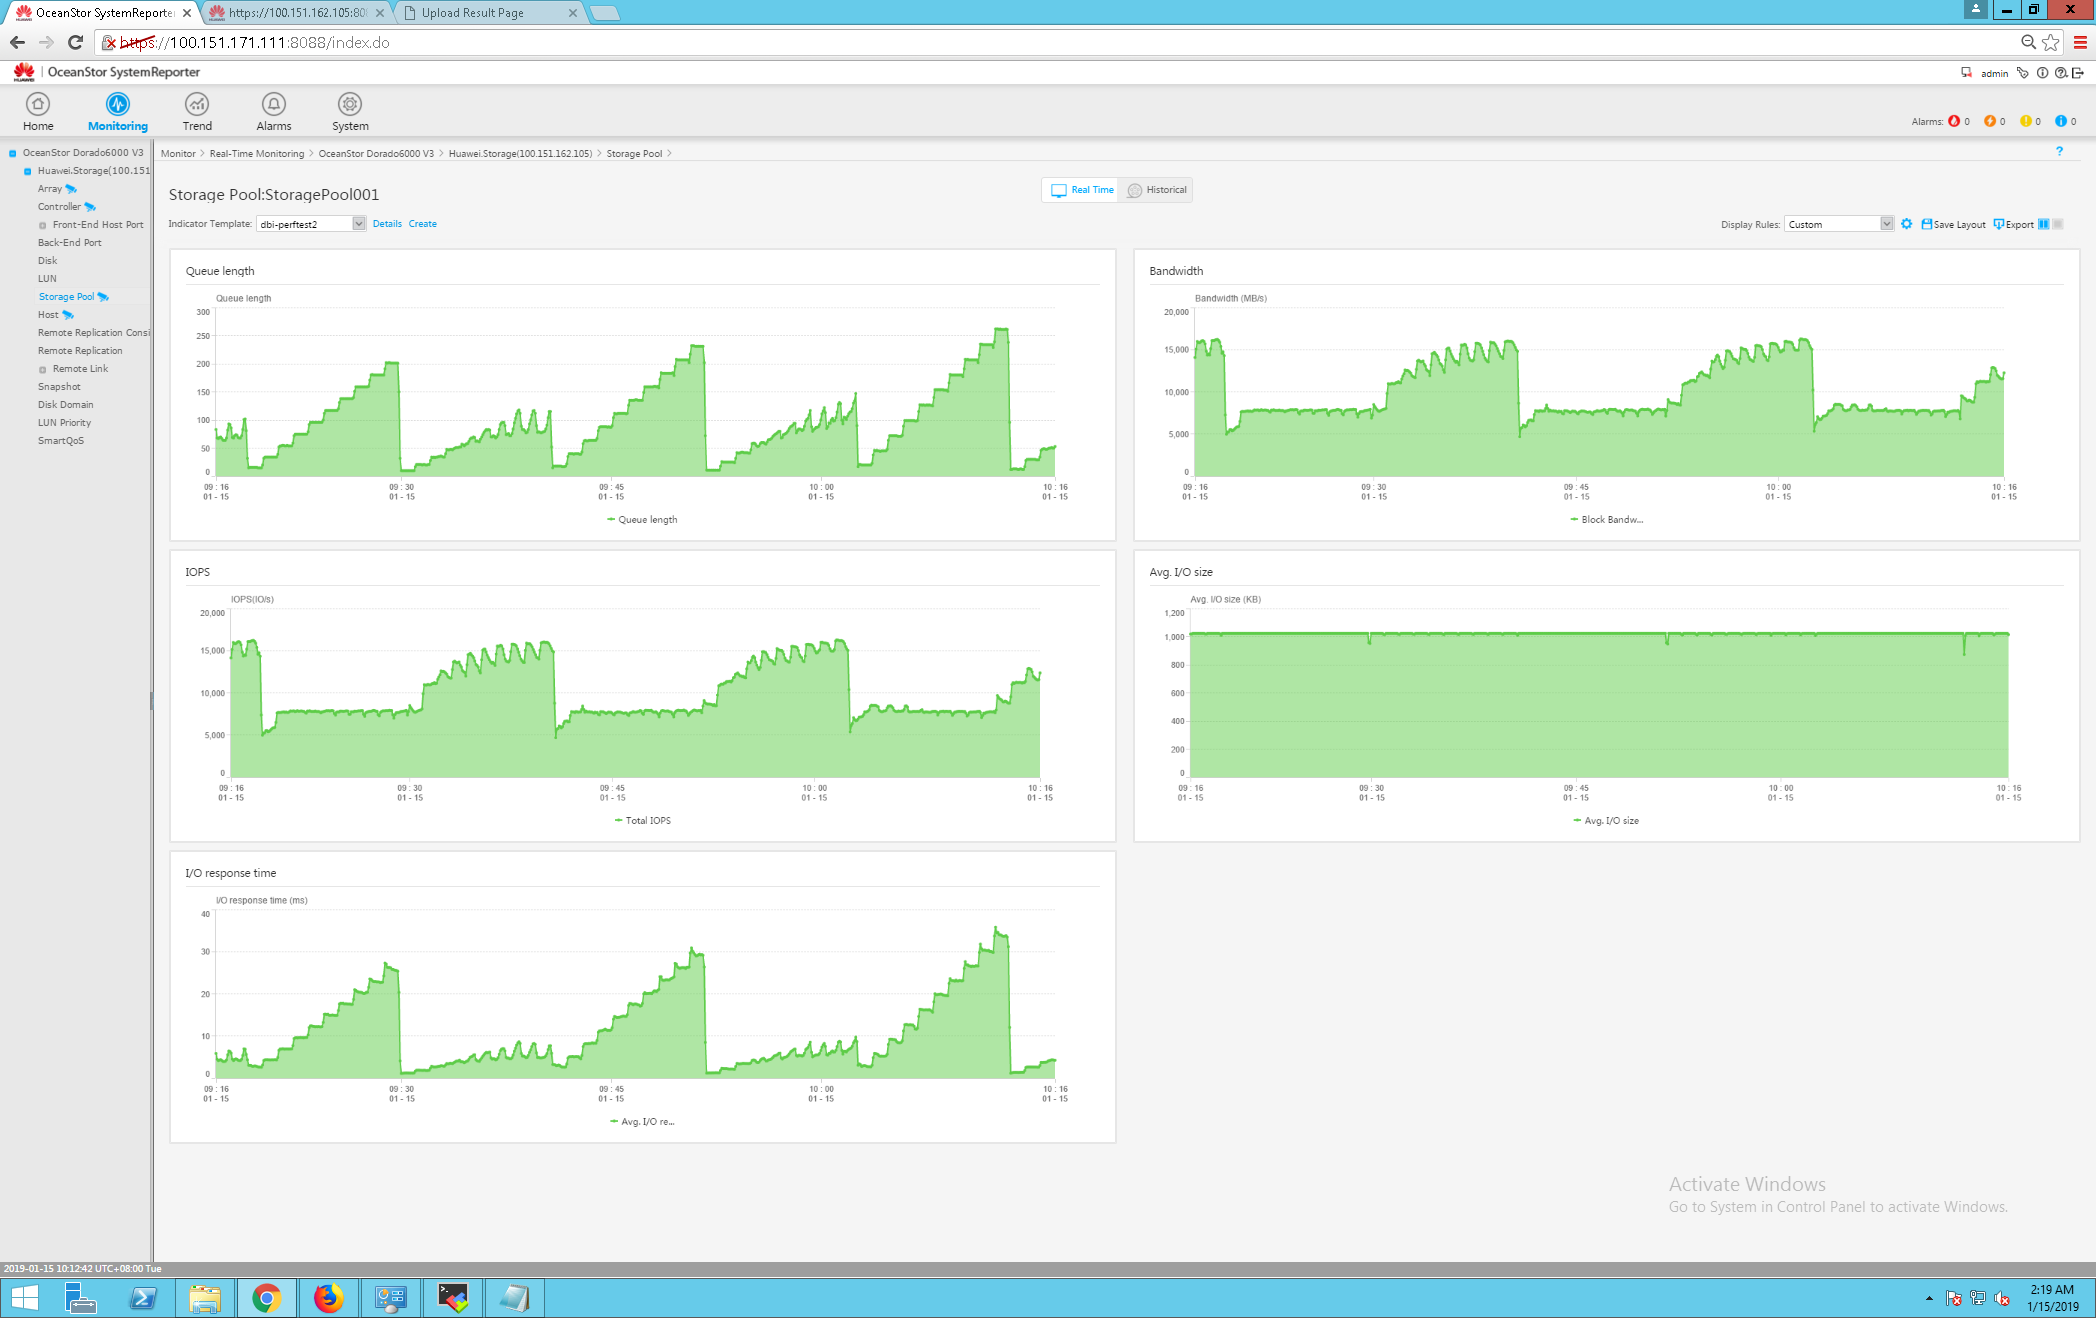 OceanStor SystemReporte
https://100.151.162.105:80
Upload Result Page
https://100.151.171.111:8088/index.do
HUAWEI
OceanStor SystemReporter
admin
Home
Monitoring
Trend
Alarms
System
Alarms: 0 0 0 0
OceanStor Dorado6000 V3
Huawei.Storage(100.151
Array
Controller
Front-End Host Port
Back-End Port
Disk
LUN
Storage Pool
Host
Remote Replication Consi
Remote Replication
Remote Link
Snapshot
Disk Domain
LUN Priority
SmartQoS
Monitor > Real-Time Monitoring > OceanStor Dorado6000 V3 > Huawei.Storage(100.151.162.105) > Storage Pool >
?
Storage Pool:StoragePool001
Real Time
Historical
Indicator Template: dbi-perftest2 Details Create
Display Rules: Custom Save Layout Export
Queue length
Queue length
300
250
200
150
100
50
0
09 : 16 09 : 30 09 : 45 10 : 00 10 : 16
01 - 15 01 - 15 01 - 15 01 - 15 01 - 15
Queue length
Bandwidth
Bandwidth (MB/s)
20,000
15,000
10,000
5,000
0
09 : 16 09 : 30 09 : 45 10 : 00 10 : 16
01 - 15 01 - 15 01 - 15 01 - 15 01 - 15
Block Bandw...
IOPS
IOPS(IO/s)
20,000
15,000
10,000
5,000
0
09 : 16 09 : 30 09 : 45 10 : 00 10 : 16
01 - 15 01 - 15 01 - 15 01 - 15 01 - 15
Total IOPS
Avg. I/O size
Avg. I/O size (KB)
1,200
1,000
800
600
400
200
0
09 : 16 09 : 30 09 : 45 10 : 00 10 : 16
01 - 15 01 - 15 01 - 15 01 - 15 01 - 15
Avg. I/O size
I/O response time
I/O response time (ms)
40
30
20
10
0
09 : 16 09 : 30 09 : 45 10 : 00 10 : 16
01 - 15 01 - 15 01 - 15 01 - 15 01 - 15
Avg. I/O re...
Activate Windows
Go to System in Control Panel to activate Windows.
2019-01-15 10:12:42 UTC+08:00 Tue
2:19 AM
1/15/2019